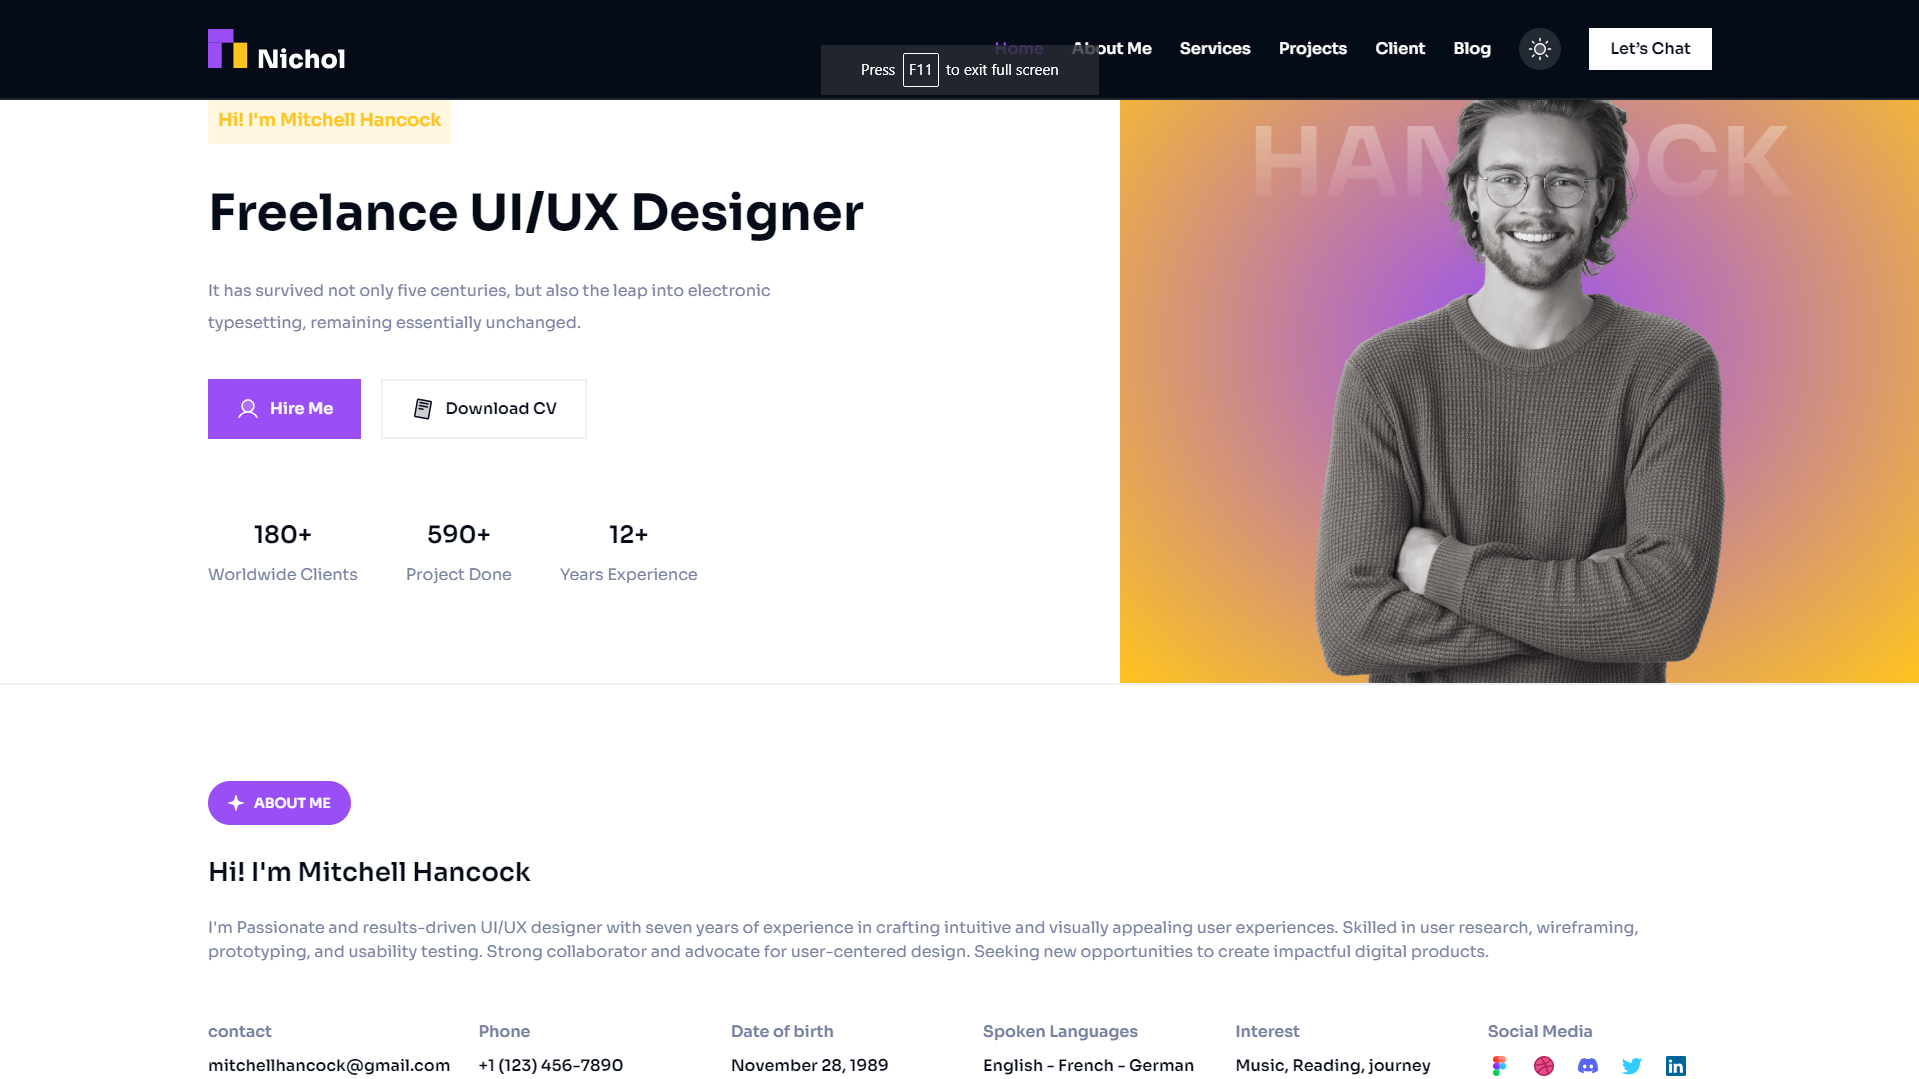 Nichol
Home
About Me
Services
Projects
Client
Blog
Let's Chat
Press F11 to exit full screen
Hi! I'm Mitchell Hancock
Freelance UI/UX Designer
It has survived not only five centuries, but also the leap into electronic
typesetting, remaining essentially unchanged.
Hire Me
Download CV
180+
Worldwide Clients
590+
Project Done
12+
Years Experience
HANCOCK
ABOUT ME
Hi! I'm Mitchell Hancock
I'm Passionate and results-driven UI/UX designer with seven years of experience in crafting intuitive and visually appealing user experiences. Skilled in user research, wireframing,
prototyping, and usability testing. Strong collaborator and advocate for user-centered design. Seeking new opportunities to create impactful digital products.
contact
mitchellhancock@gmail.com
Phone
+1 (123) 456-7890
Date of birth
November 28, 1989
Spoken Languages
English - French - German
Interest
Music, Reading, journey
Social Media